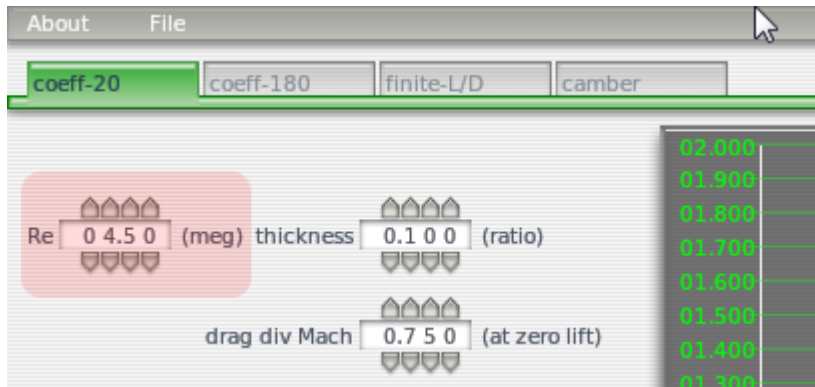 About File
coeff-20 coeff-180 finite-L/D camber
02.000
01.900
01.800
Re 0 4.5 0 (meg) thickness 0.1 0 0 (ratio)
01.700
01.600
01.500
drag div Mach 0.7 5 0 (at zero lift)
01.400
01.300